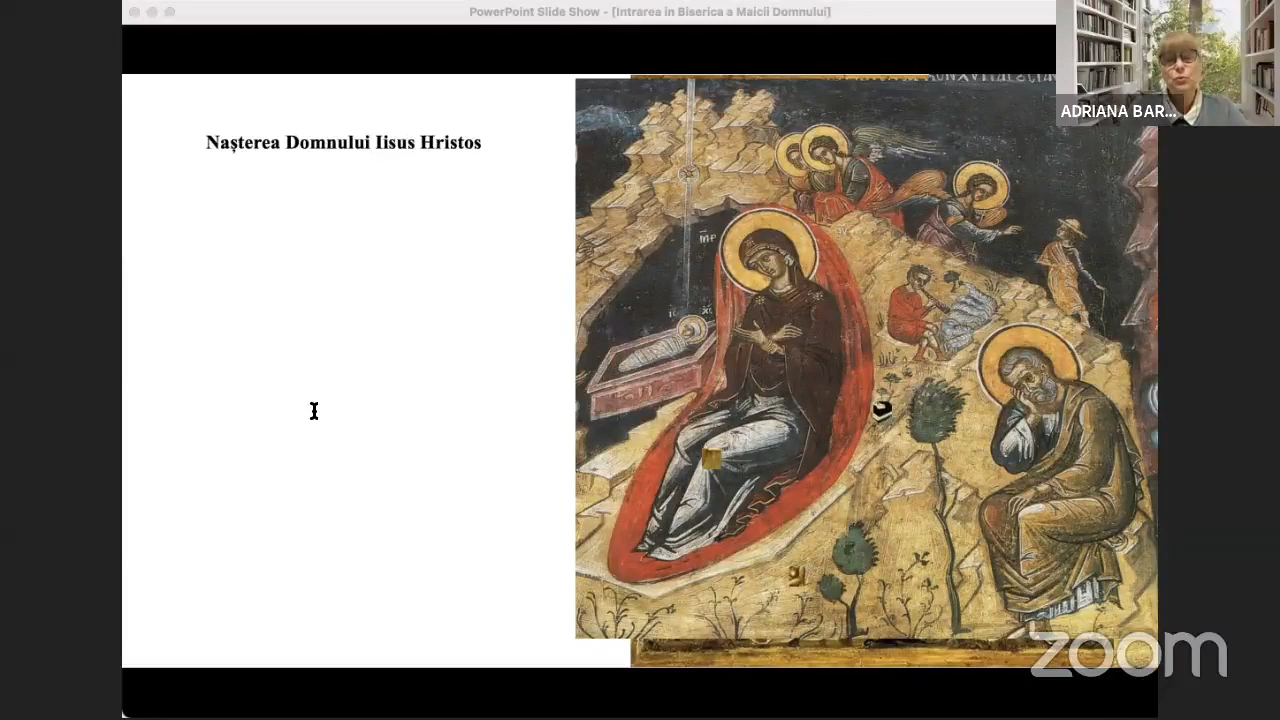 PowerPoint Slide Show - [Intrarea in Biserica a Maicii Domnului]
ADRIANA BAR...
Nașterea Domnului Iisus Hristos
zoom